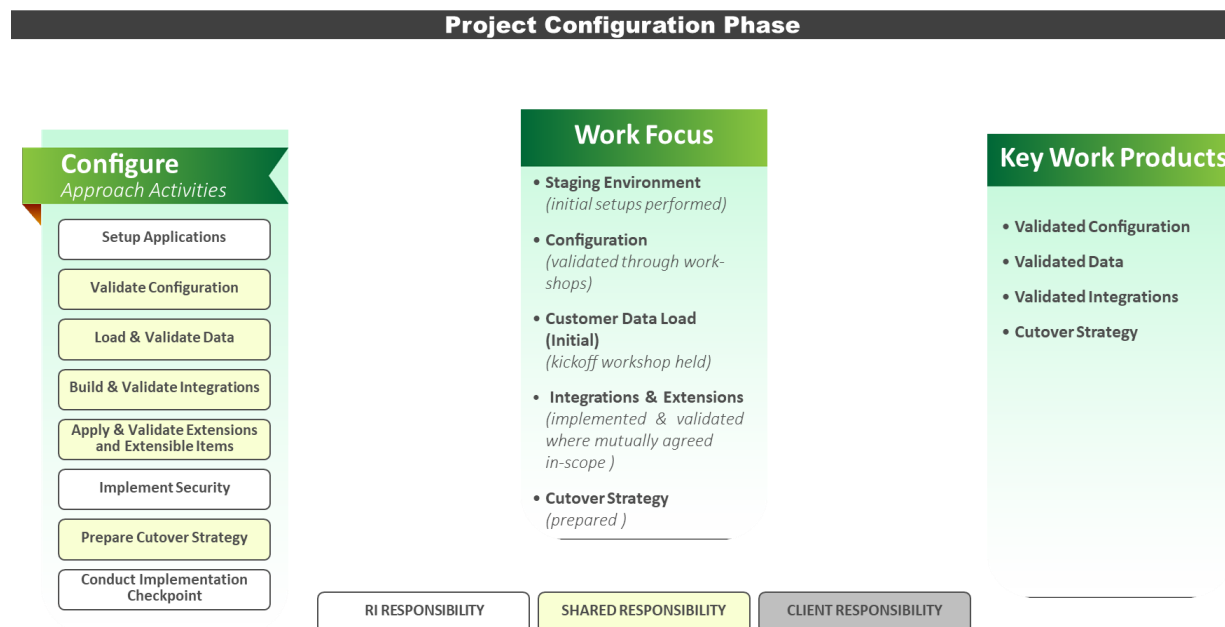 Project Configuration Phase
Configure
Approach Activities
Setup Applications
Validate Configuration
Load & Validate Data
Build & Validate Integrations
Apply & Validate Extensions
and Extensible Items
Implement Security
Prepare Cutover Strategy
Conduct Implementation
Checkpoint
Work Focus
• Staging Environment
(initial setups performed)
• Configuration
(validated through work-
shops)
• Customer Data Load
(Initial)
(kickoff workshop held)
• Integrations & Extensions
(implemented & validated
where mutually agreed
in-scope )
• Cutover Strategy
(prepared )
Key Work Products
• Validated Configuration
• Validated Data
• Validated Integrations
• Cutover Strategy
RI RESPONSIBILITY
SHARED RESPONSIBILITY
CLIENT RESPONSIBILITY